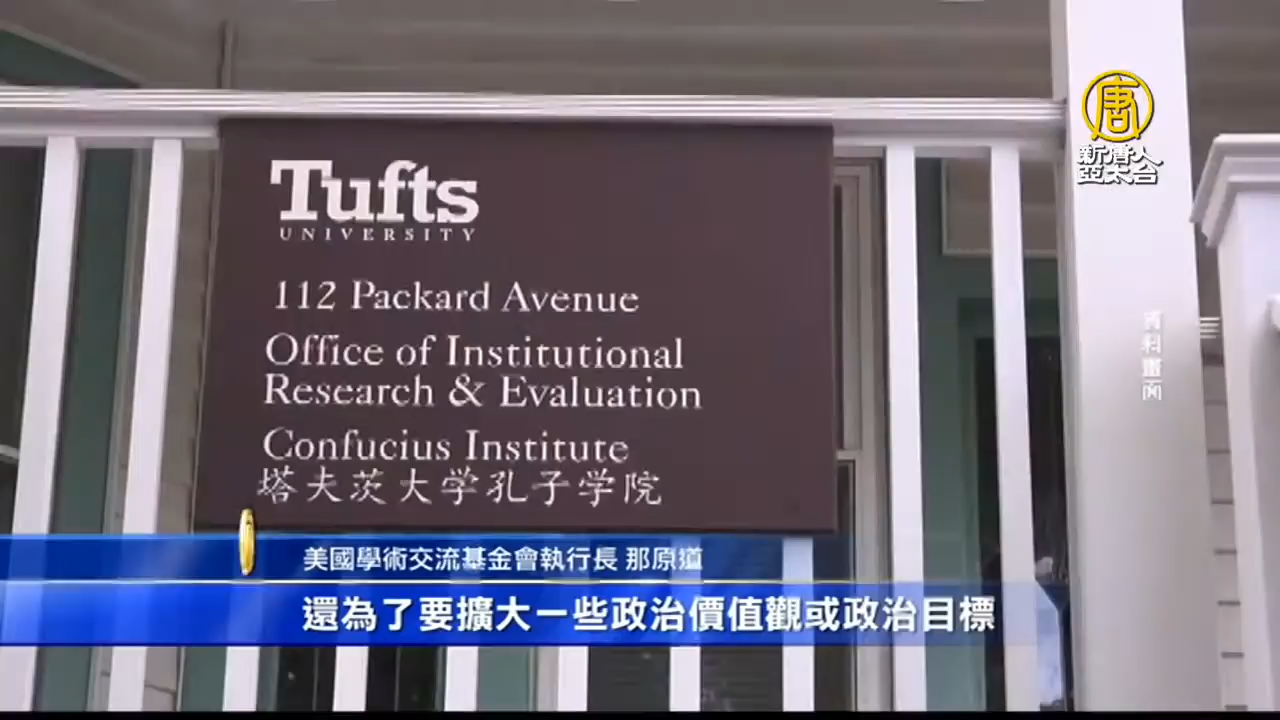 Tufts
UNIVERSITY
112 Packard Avenue
Office of Institutional
Research & Evaluation
Confucius Institute
塔夫茨大学孔子学院
唐
新唐人
亞太台
資料畫面
美國學術交流基金會執行長 那原道
還為了要擴大一些政治價值觀或政治目標